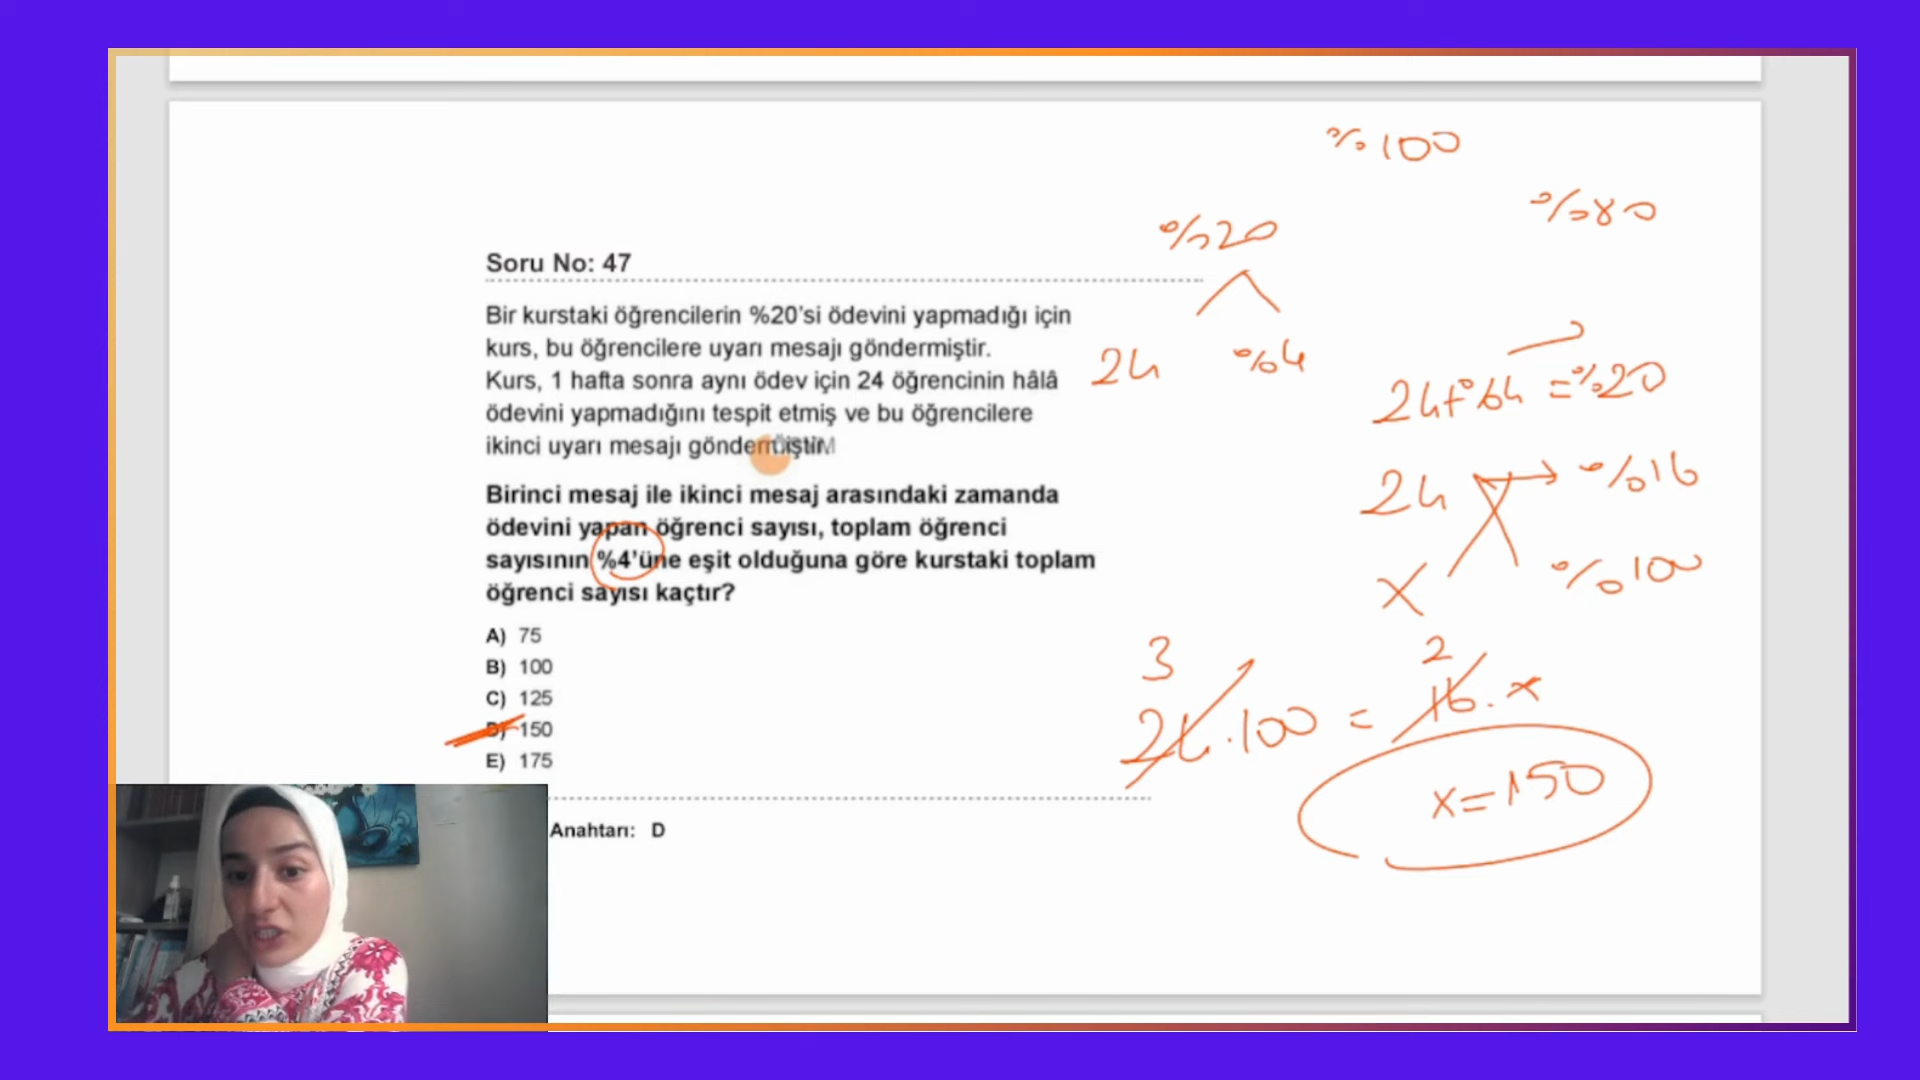 %100
%80
%20
Soru No: 47
Bir kurstaki öğrencilerin %20'si ödevini yapmadığı için
kurs, bu öğrencilere uyarı mesajı göndermiştir.
Kurs, 1 hafta sonra aynı ödev için 24 öğrencinin hâlâ
ödevini yapmadığını tespit etmiş ve bu öğrencilere
ikinci uyarı mesajı göndermiştir.
24 %4
24+%4 = %20
24 %16
x %100
Birinci mesaj ile ikinci mesaj arasındaki zamanda
ödevini yapan öğrenci sayısı, toplam öğrenci
sayısının %4'üne eşit olduğuna göre kurstaki toplam
öğrenci sayısı kaçtır?
A) 75
B) 100
C) 125
D) 150
E) 175
3 2
24.100 = 16.x
x=150
Anahtarı: D